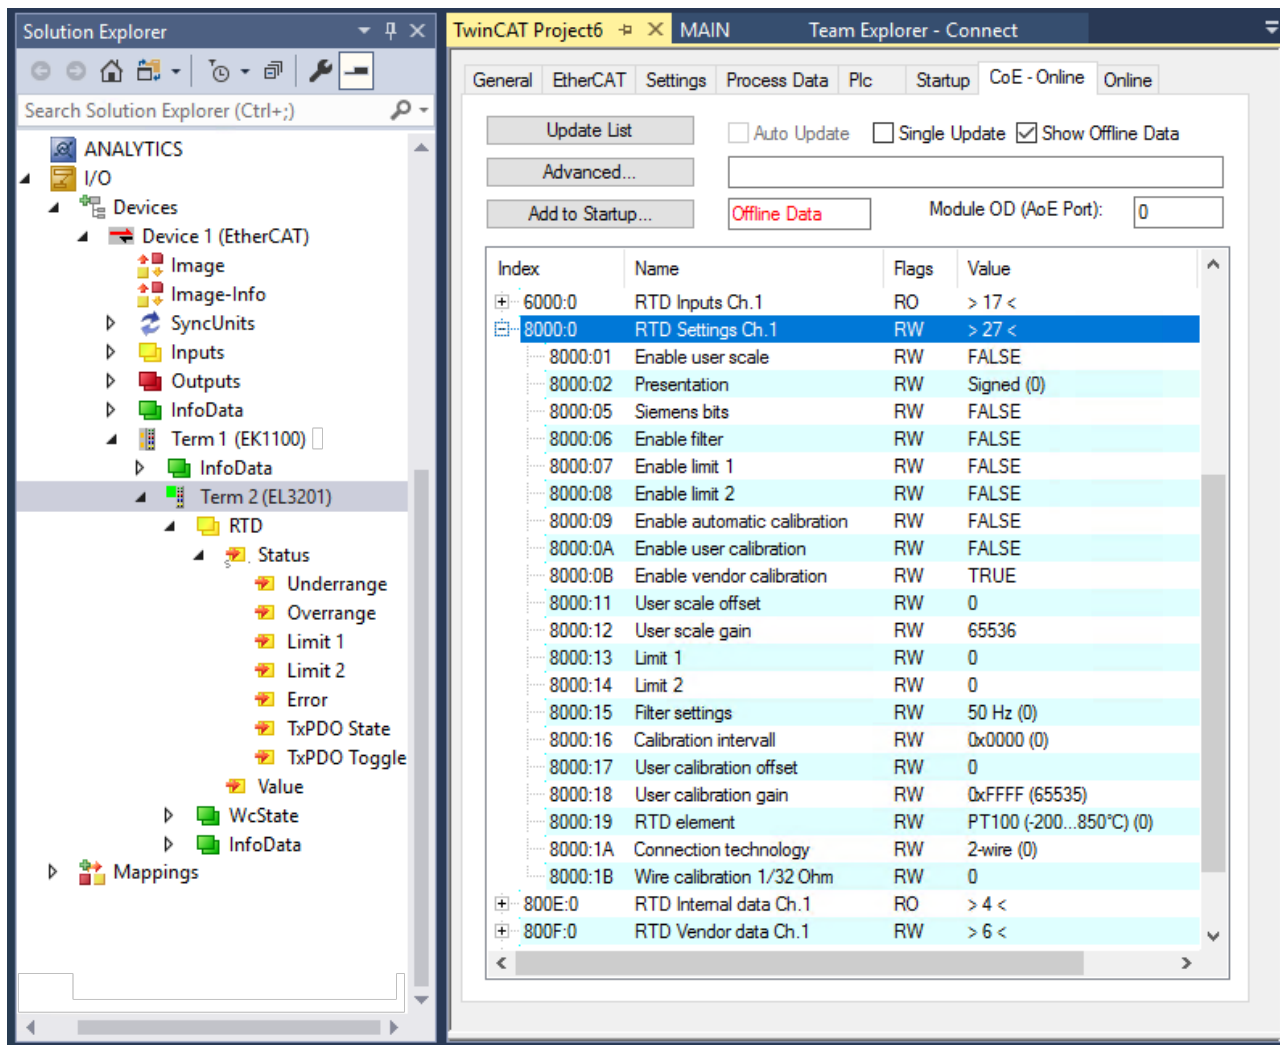 Solution Explorer
Search Solution Explorer (Ctrl+;)
ANALYTICS
I/O
Devices
Device 1 (EtherCAT)
Image
Image-Info
SyncUnits
Inputs
Outputs
InfoData
Term 1 (EK1100)
InfoData
Term 2 (EL3201)
RTD
Status
Underrange
Overrange
Limit 1
Limit 2
Error
TxPDO State
TxPDO Toggle
Value
WcState
InfoData
Mappings
TwinCAT Project6 MAIN Team Explorer - Connect
General EtherCAT Settings Process Data Plc Startup CoE - Online Online
Update List Auto Update Single Update Show Offline Data
Advanced...
Add to Startup... Offline Data Module OD (AoE Port): 0
Index Name Flags Value
6000:0 RTD Inputs Ch.1 RO > 17 <
8000:0 RTD Settings Ch.1 RW > 27 <
8000:01 Enable user scale RW FALSE
8000:02 Presentation RW Signed (0)
8000:05 Siemens bits RW FALSE
8000:06 Enable filter RW FALSE
8000:07 Enable limit 1 RW FALSE
8000:08 Enable limit 2 RW FALSE
8000:09 Enable automatic calibration RW FALSE
8000:0A Enable user calibration RW FALSE
8000:0B Enable vendor calibration RW TRUE
8000:11 User scale offset RW 0
8000:12 User scale gain RW 65536
8000:13 Limit 1 RW 0
8000:14 Limit 2 RW 0
8000:15 Filter settings RW 50 Hz (0)
8000:16 Calibration intervall RW 0x0000 (0)
8000:17 User calibration offset RW 0
8000:18 User calibration gain RW 0xFFFF (65535)
8000:19 RTD element RW PT100 (-200...850°C) (0)
8000:1A Connection technology RW 2-wire (0)
8000:1B Wire calibration 1/32 Ohm RW 0
800E:0 RTD Internal data Ch.1 RO > 4 <
800F:0 RTD Vendor data Ch.1 RW > 6 <